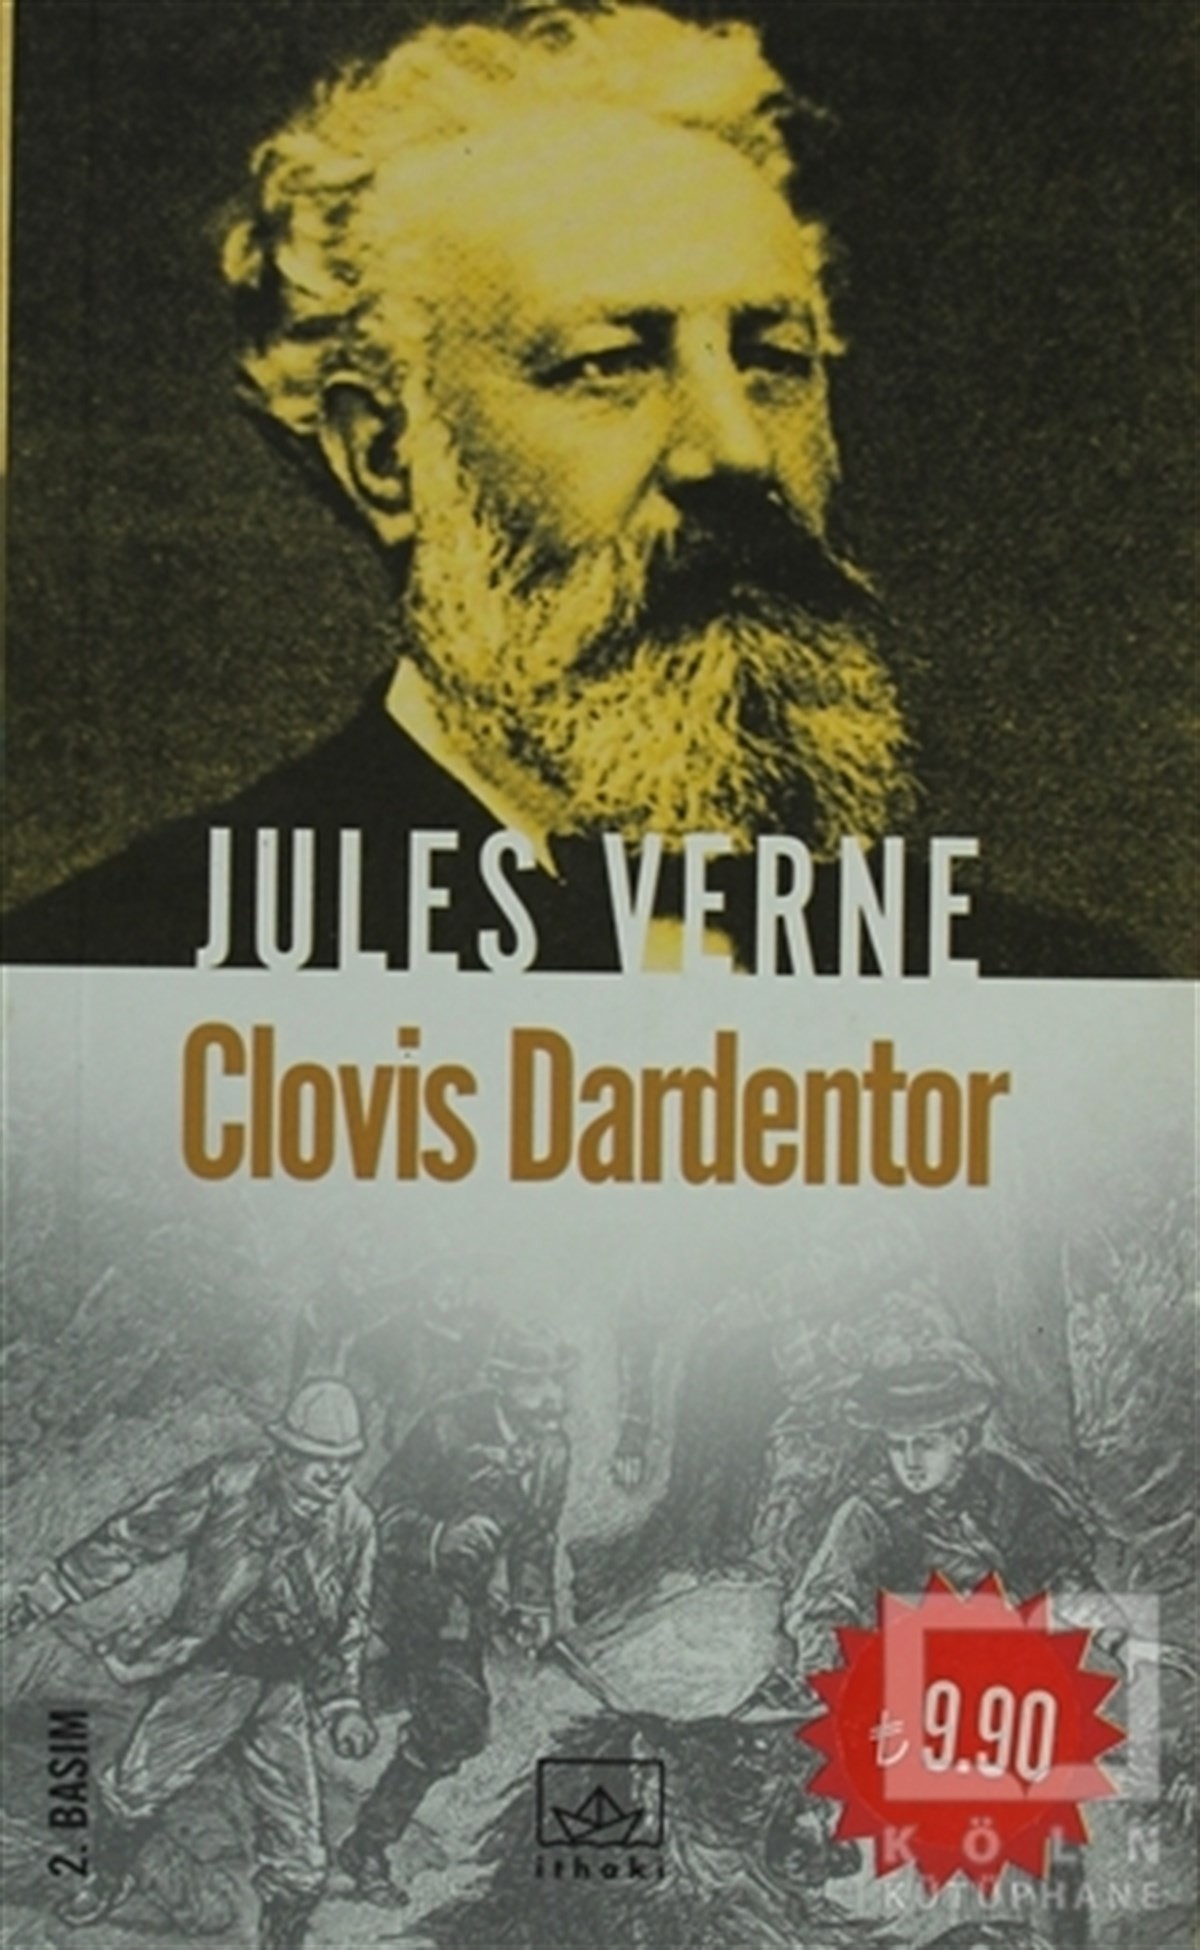 JULES VERNE
Clovis Dardentor
₺9.90
2. BASIM
ithaki
KÖLN
KÜTÜPHANE